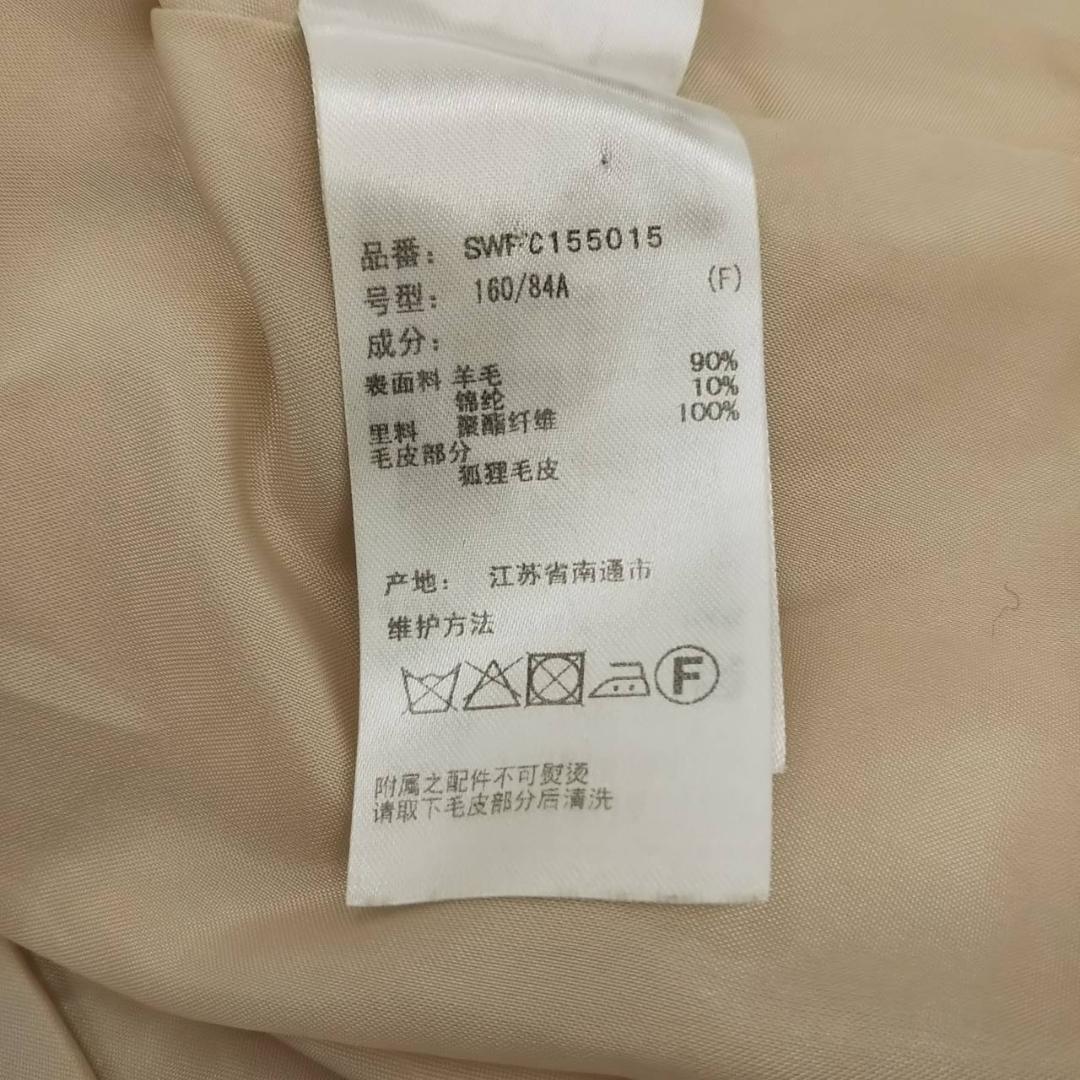 品番： SWFC155015
号型： 160/84A (F)
成分：
表面料 羊毛 90%
锦纶 10%
里料 聚酯纤维 100%
毛皮部分
狐狸毛皮
产地： 江苏省南通市
维护方法
F
附属之配件不可熨烫
请取下毛皮部分后清洗